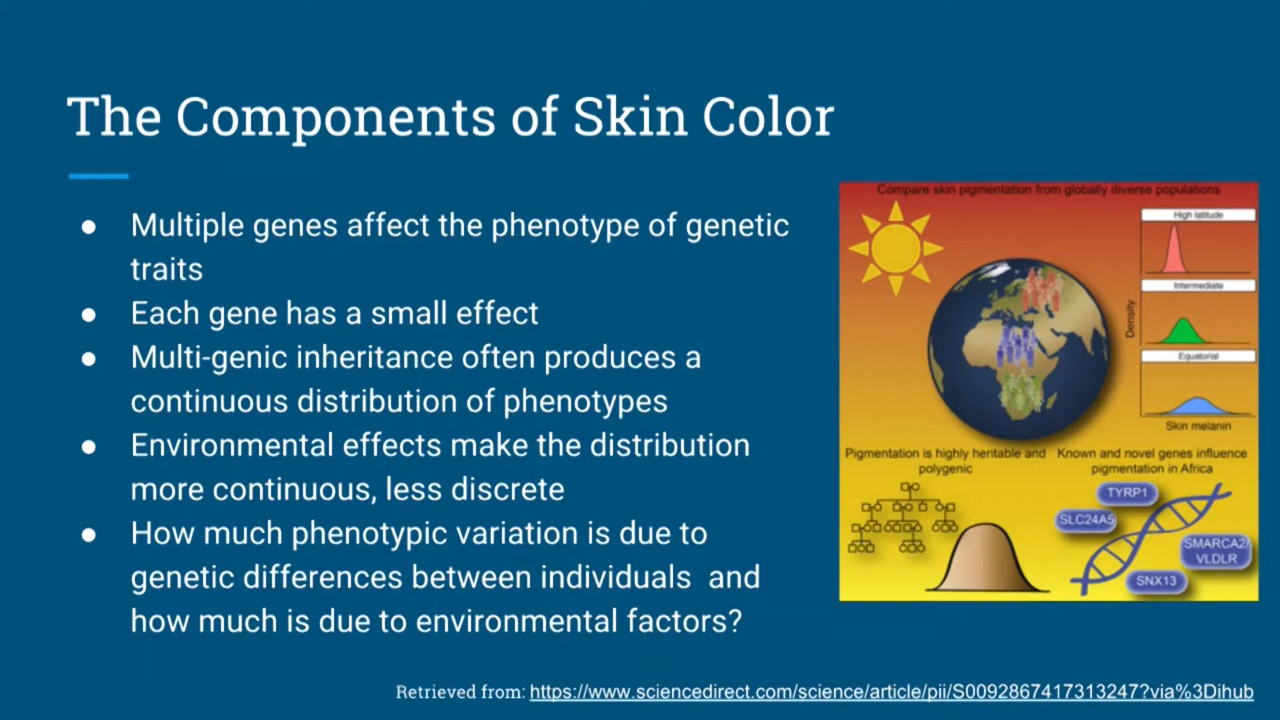 The Components of Skin Color
● Multiple genes affect the phenotype of genetic
traits
● Each gene has a small effect
● Multi-genic inheritance often produces a
continuous distribution of phenotypes
● Environmental effects make the distribution
more continuous, less discrete
● How much phenotypic variation is due to
genetic differences between individuals and
how much is due to environmental factors?
Compare skin pigmentation from globally diverse populations
High latitude
Intermediate
Equatorial
Density
Skin melanin
Pigmentation is highly heritable and
polygenic
Known and novel genes influence
pigmentation in Africa
TYRP1
SLC24A5
SMARCA2/
VLDLR
SNX13
Retrieved from: https://www.sciencedirect.com/science/article/pii/S0092867417313247?via%3Dihub